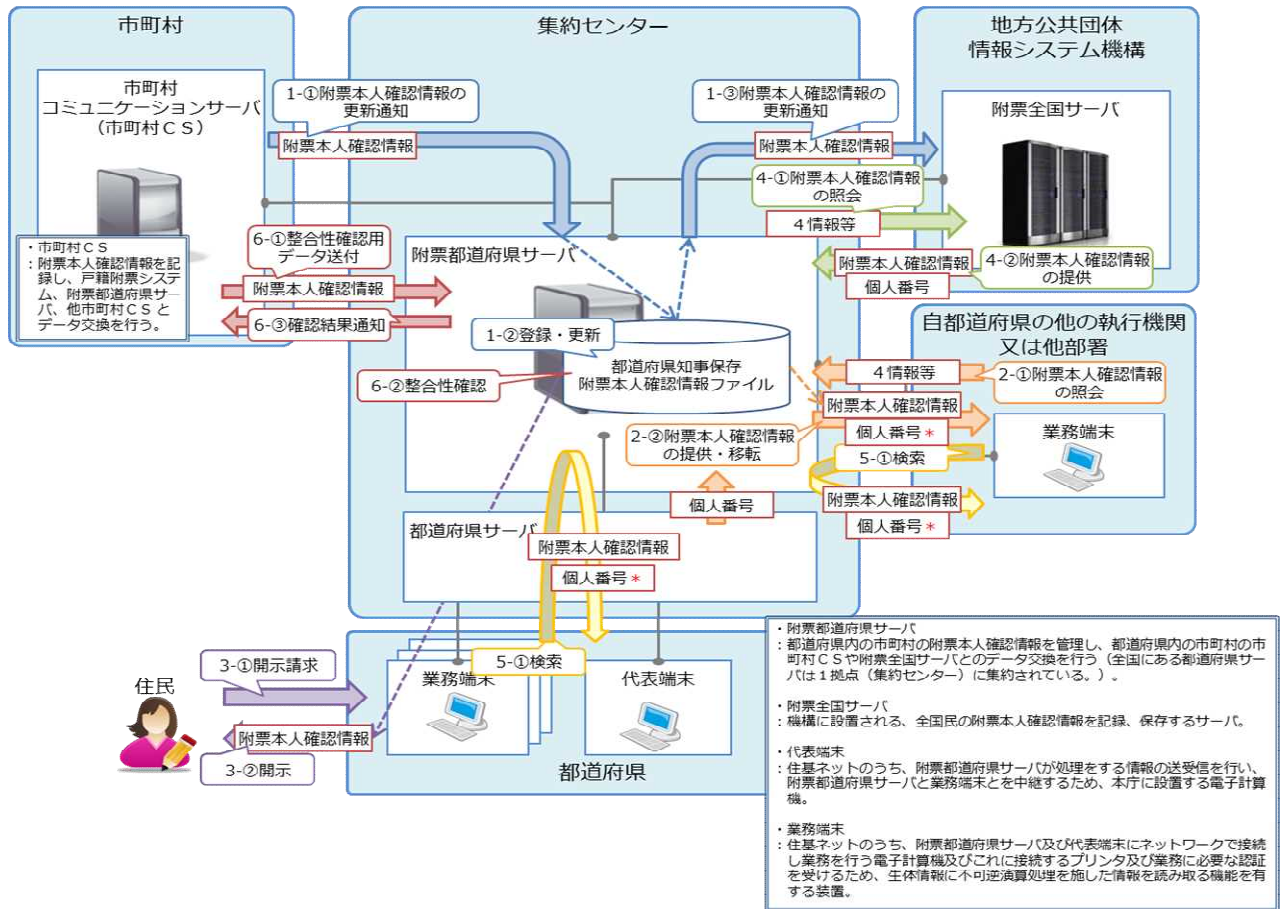 市町村
市町村
コミュニケーションサーバ
（市町村ＣＳ）
・市町村ＣＳ
：附票本人確認情報を記
録し、戸籍附票システ
ム、附票都道府県サー
バ、他市町村ＣＳと
データ交換を行う。
集約センター
1-①附票本人確認情報の
更新通知
附票本人確認情報
1-③附票本人確認情報の
更新通知
附票本人確認情報
6-①整合性確認用
データ送付
附票本人確認情報
6-③確認結果通知
附票都道府県サーバ
1-②登録・更新
6-②整合性確認
都道府県知事保存
附票本人確認情報ファイル
地方公共団体
情報システム機構
附票全国サーバ
4-①附票本人確認情報
の照会
４情報等
附票本人確認情報
個人番号
4-②附票本人確認情報
の提供
自都道府県の他の執行機関
又は他部署
４情報等
2-①附票本人確認情報
の照会
附票本人確認情報
個人番号＊
2-②附票本人確認情報
の提供・移転
業務端末
5-①検索
附票本人確認情報
個人番号＊
個人番号
都道府県サーバ
附票本人確認情報
個人番号＊
5-①検索
業務端末
代表端末
都道府県
住民
3-①開示請求
附票本人確認情報
3-②開示
・附票都道府県サーバ
：都道府県内の市町村の附票本人確認情報を管理し、都道府県内の市町村の市
町村ＣＳや附票全国サーバとのデータ交換を行う（全国にある都道府県サー
バは１拠点（集約センター）に集約されている。）。
・附票全国サーバ
：機構に設置される、全国民の附票本人確認情報を記録、保存するサーバ。
・代表端末
：住基ネットのうち、附票都道府県サーバが処理をする情報の送受信を行い、
附票都道府県サーバと業務端末とを中継するため、本庁に設置する電子計算
機。
・業務端末
：住基ネットのうち、附票都道府県サーバ及び代表端末にネットワークで接続
し業務を行う電子計算機及びこれに接続するプリンタ及び業務に必要な認証
を受けるため、生体情報に不可逆演算処理を施した情報を読み取る機能を有
する装置。